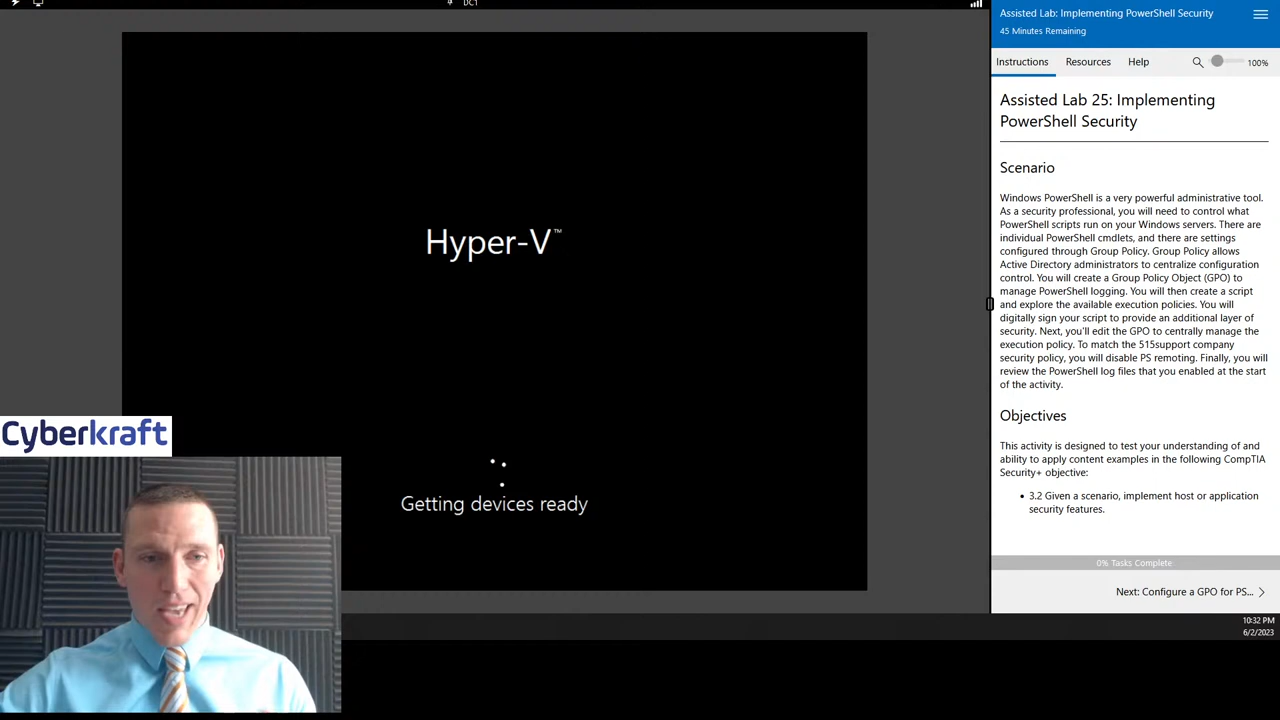 DC1
Assisted Lab: Implementing PowerShell Security
45 Minutes Remaining
Instructions
Resources
Help
100%
Assisted Lab 25: Implementing
PowerShell Security
Scenario
Windows PowerShell is a very powerful administrative tool.
As a security professional, you will need to control what
PowerShell scripts run on your Windows servers. There are
individual PowerShell cmdlets, and there are settings
configured through Group Policy. Group Policy allows
Active Directory administrators to centralize configuration
control. You will create a Group Policy Object (GPO) to
manage PowerShell logging. You will then create a script
and explore the available execution policies. You will
digitally sign your script to provide an additional layer of
security. Next, you'll edit the GPO to centrally manage the
execution policy. To match the 515support company
security policy, you will disable PS remoting. Finally, you will
review the PowerShell log files that you enabled at the start
of the activity.
Objectives
This activity is designed to test your understanding of and
ability to apply content examples in the following CompTIA
Security+ objective:
• 3.2 Given a scenario, implement host or application
security features.
0% Tasks Complete
Next: Configure a GPO for PS...
10:32 PM
6/2/2023
Hyper-V™
Getting devices ready
Cyberkraft